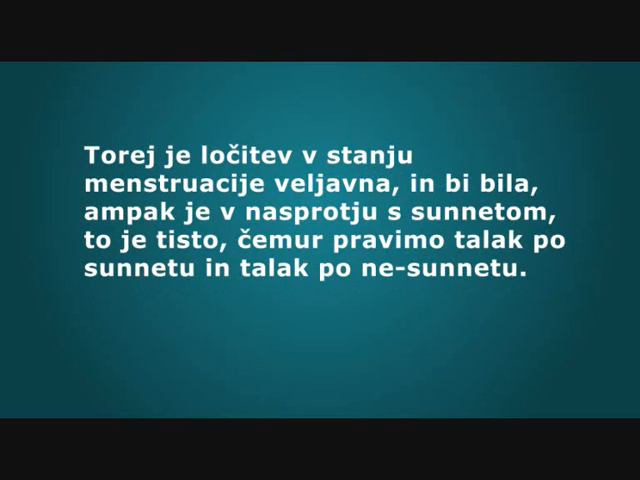 Torej je ločitev v stanju
menstruacije veljavna, in bi bila,
ampak je v nasprotju s sunnetom,
to je tisto, čemur pravimo talak po
sunnetu in talak po ne-sunnetu.